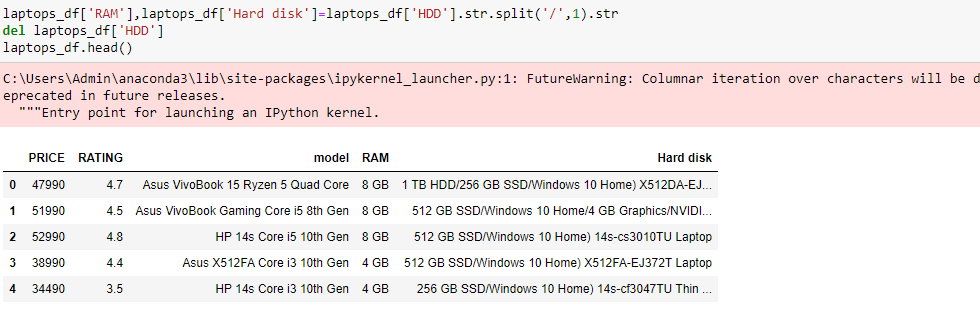 laptops_df['RAM'],laptops_df['Hard disk']=laptops_df['HDD'].str.split('/',1).str
del laptops_df['HDD']
laptops_df.head()
C:\Users\Admin\anaconda3\lib\site-packages\ipykernel_launcher.py:1: FutureWarning: Columnar iteration over characters will be d
eprecated in future releases.
"""Entry point for launching an IPython kernel.
PRICE RATING model RAM Hard disk
0 47990 4.7 Asus VivoBook 15 Ryzen 5 Quad Core 8 GB 1 TB HDD/256 GB SSD/Windows 10 Home) X512DA-EJ...
1 51990 4.5 Asus VivoBook Gaming Core i5 8th Gen 8 GB 512 GB SSD/Windows 10 Home/4 GB Graphics/NVIDI...
2 52990 4.8 HP 14s Core i5 10th Gen 8 GB 512 GB SSD/Windows 10 Home) 14s-cs3010TU Laptop
3 38990 4.4 Asus X512FA Core i3 10th Gen 4 GB 512 GB SSD/Windows 10 Home) X512FA-EJ372T Laptop
4 34490 3.5 HP 14s Core i3 10th Gen 4 GB 256 GB SSD/Windows 10 Home) 14s-cf3047TU Thin ...